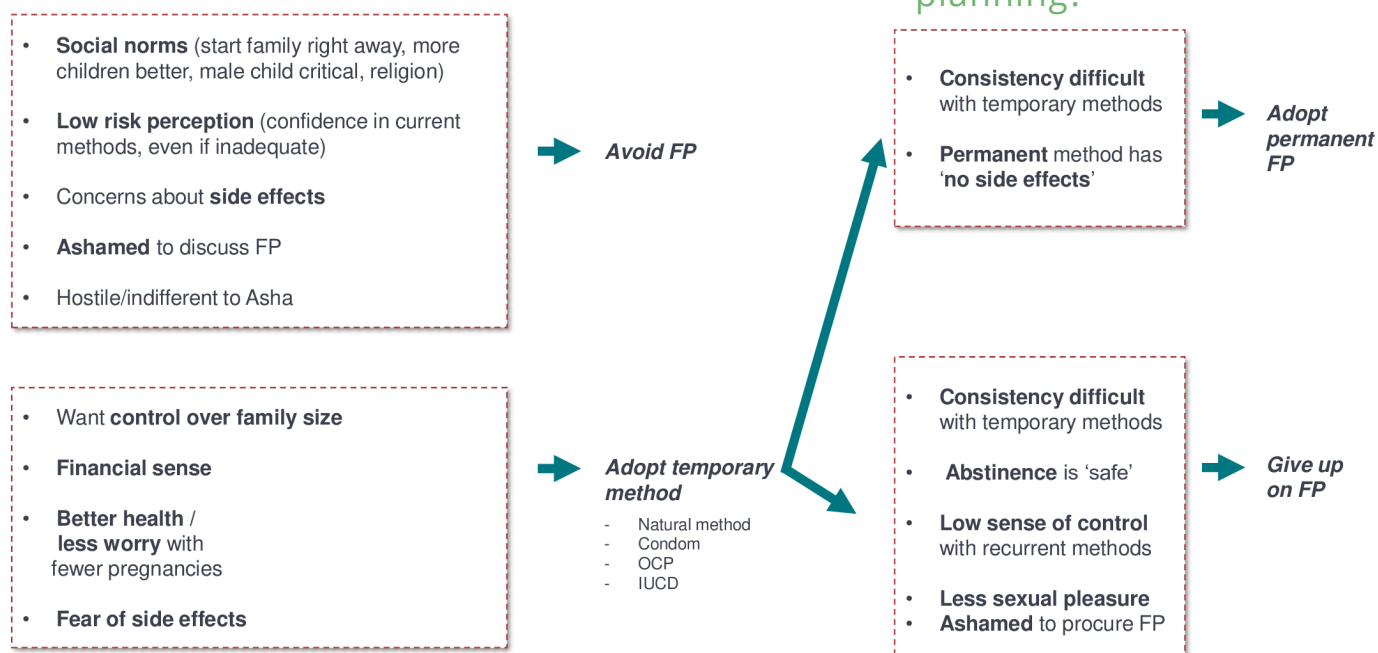 planning?
• Social norms (start family right away, more
children better, male child critical, religion)
• Low risk perception (confidence in current
methods, even if inadequate)
• Concerns about side effects
• Ashamed to discuss FP
• Hostile/indifferent to Asha
Avoid FP
• Consistency difficult
with temporary methods
• Permanent method has
‘no side effects’
Adopt
permanent
FP
• Want control over family size
• Financial sense
• Better health /
less worry with
fewer pregnancies
• Fear of side effects
Adopt temporary
method
- Natural method
- Condom
- OCP
- IUCD
• Consistency difficult
with temporary methods
• Abstinence is ‘safe’
• Low sense of control
with recurrent methods
• Less sexual pleasure
• Ashamed to procure FP
Give up
on FP